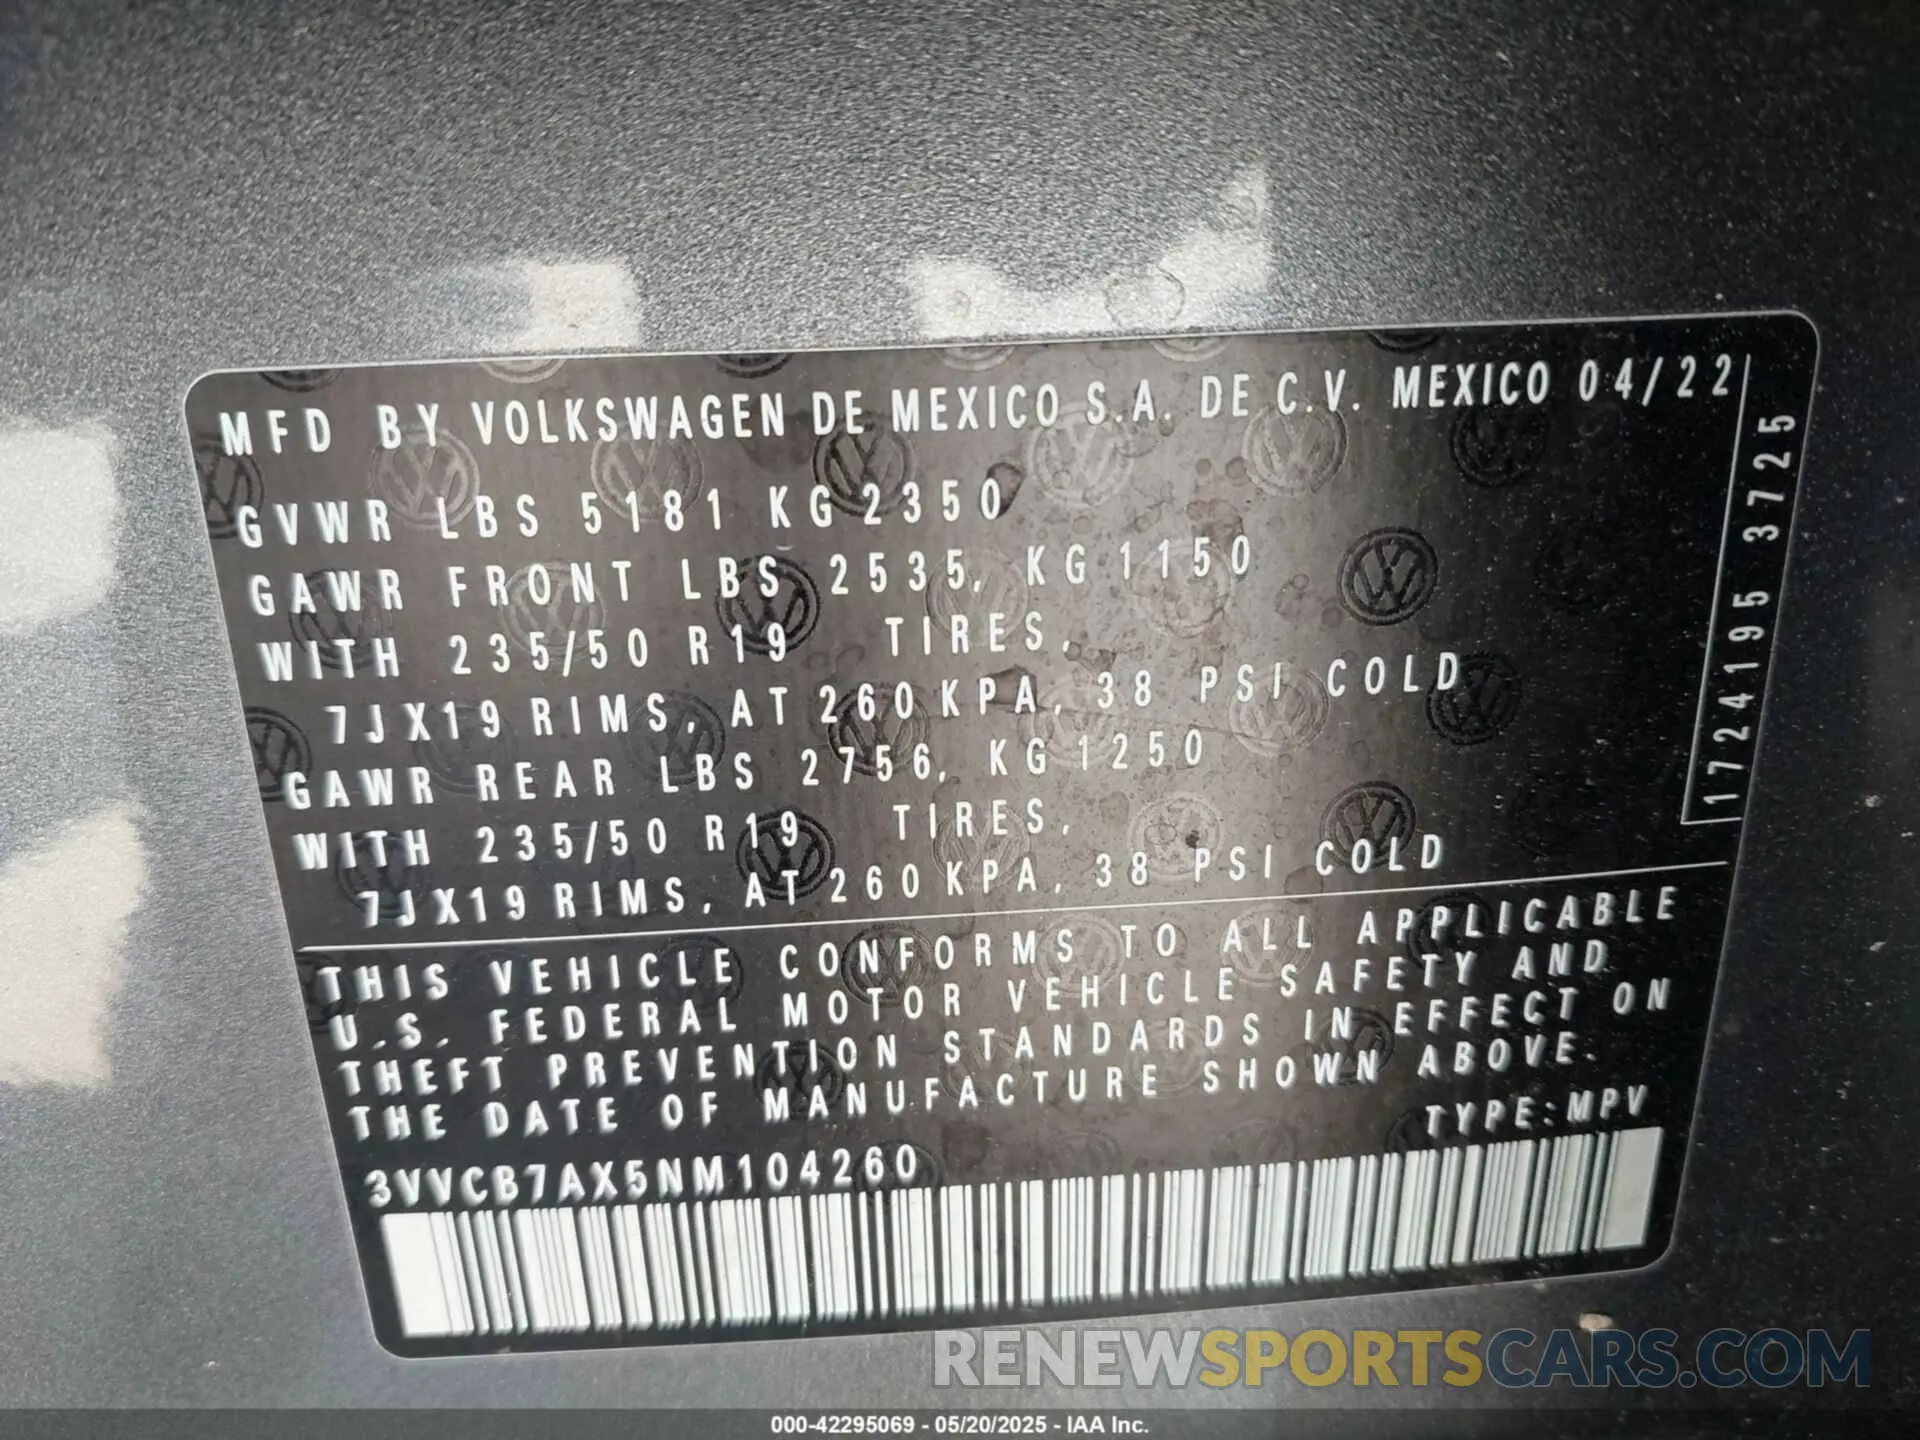 MFD BY VOLKSWAGEN DE MEXICO S.A. DE C.V. MEXICO 04/22
GVWR LBS 5181 KG 2350
GAWR FRONT LBS 2535, KG 1150
WITH 235/50 R19 TIRES,
7JX19 RIMS, AT 260 KPA, 38 PSI COLD
GAWR REAR LBS 2756, KG 1250
WITH 235/50 R19 TIRES,
7JX19 RIMS, AT 260 KPA, 38 PSI COLD
1724195 3725
THIS VEHICLE CONFORMS TO ALL APPLICABLE
U.S. FEDERAL MOTOR VEHICLE SAFETY AND
THEFT PREVENTION STANDARDS IN EFFECT ON
THE DATE OF MANUFACTURE SHOWN ABOVE.
TYPE: MPV
3VVCB7AX5NM104260
RENEWSPORTSCARS.COM
000-42295069 - 05/20/2025 - IAA Inc.